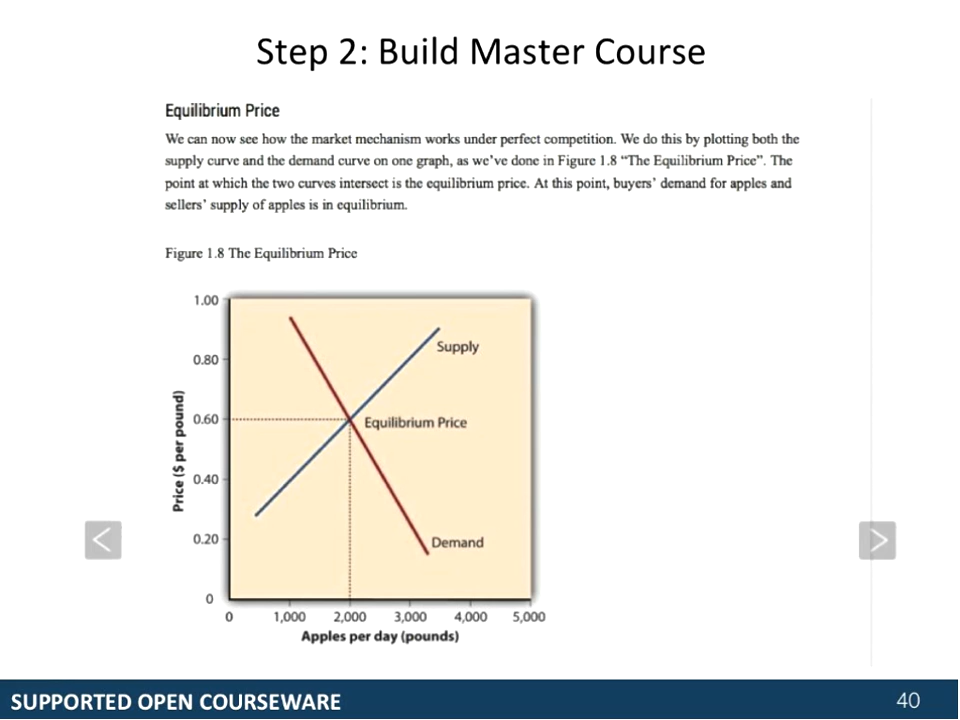 Step 2: Build Master Course
Equilibrium Price
We can now see how the market mechanism works under perfect competition. We do this by plotting both the
supply curve and the demand curve on one graph, as we've done in Figure 1.8 “The Equilibrium Price”. The
point at which the two curves intersect is the equilibrium price. At this point, buyers' demand for apples and
sellers' supply of apples is in equilibrium.
Figure 1.8 The Equilibrium Price
1.00
0.80
0.60
0.40
0.20
0
Price ($ per pound)
Supply
Equilibrium Price
Demand
0 1,000 2,000 3,000 4,000 5,000
Apples per day (pounds)
SUPPORTED OPEN COURSEWARE
40